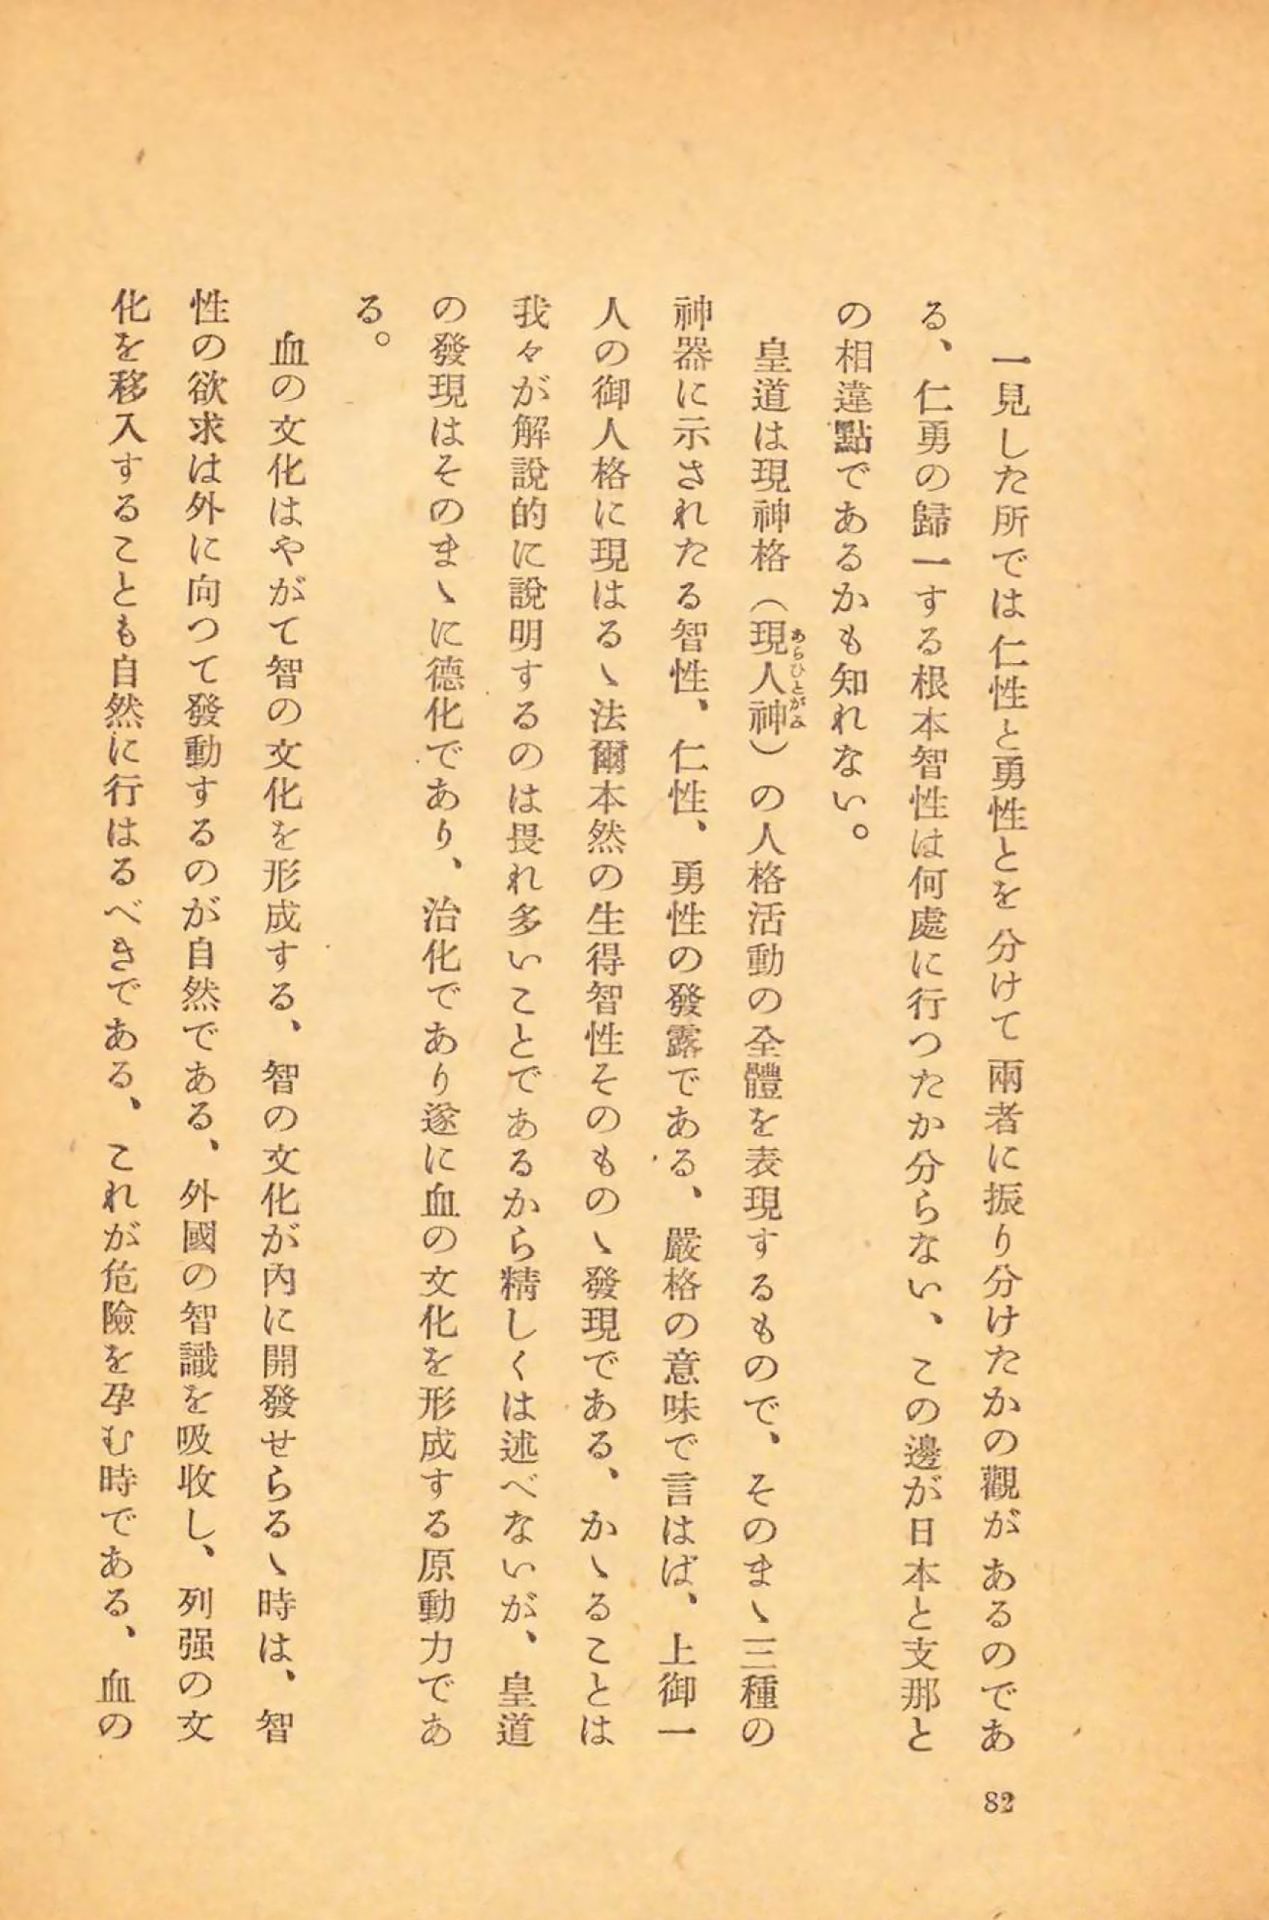 一見した所では仁性と勇性とを分けて兩者に振り分けたかの觀があるのであ
る、仁勇の歸一する根本智性は何處に行つたか分らない、この邊が日本と支那と
の相違點であるかも知れない。
皇道は現神格（現人神）の人格活動の全體を表現するもので、そのまゝ三種の
あらひとがみ
神器に示されたる智性、仁性、勇性の發露である、嚴格の意味で言はば、上御一
人の御人格に現はるゝ法爾本然の生得智性そのものゝ發現である、かゝることは
我々が解說的に說明するのは畏れ多いことであるから精しくは述べないが、皇道
の發現はそのまゝに德化であり、治化であり遂に血の文化を形成する原動力であ
る。
血の文化はやがて智の文化を形成する、智の文化が內に開發せらるゝ時は、智
性の欲求は外に向つて發動するのが自然である、外國の智識を吸收し、列强の文
化を移入することも自然に行はるべきである、これが危險を孕む時である、血の
82